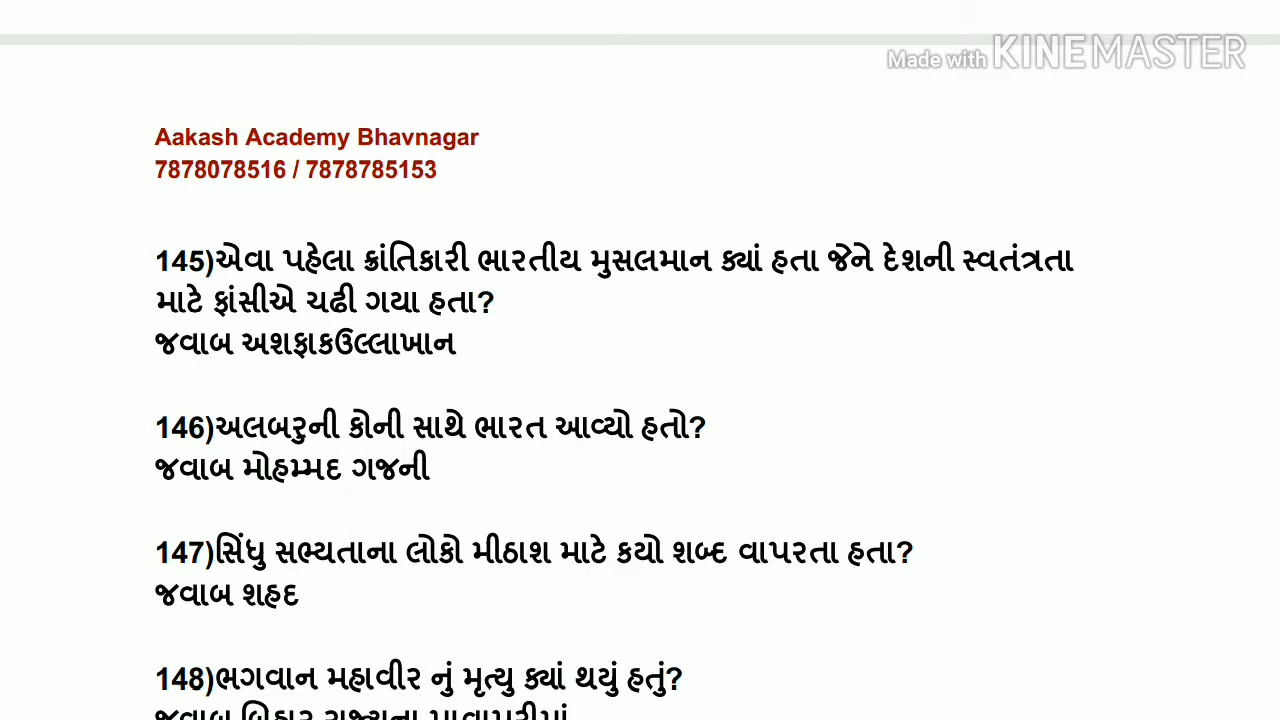 Made with KINEMASTER
Aakash Academy Bhavnagar
7878078516 / 7878785153
145)એવા પહેલા ક્રાંતિકારી ભારતીય મુસલમાન ક્યાં હતા જેને દેશની સ્વતંત્રતા
માટે ફાંસીએ ચઢી ગયા હતા?
જવાબ અશફાકઉલ્લાખાન
146)અલબરુની કોની સાથે ભારત આવ્યો હતો?
જવાબ મોહમ્મદ ગજની
147)સિંધુ સભ્યતાના લોકો મીઠાશ માટે કયો શબ્દ વાપરતા હતા?
જવાબ શહદ
148)ભગવાન મહાવીર નું મૃત્યુ ક્યાં થયું હતું?
જવાબ બિહાર રાજ્યના પાવાપુરીમાં